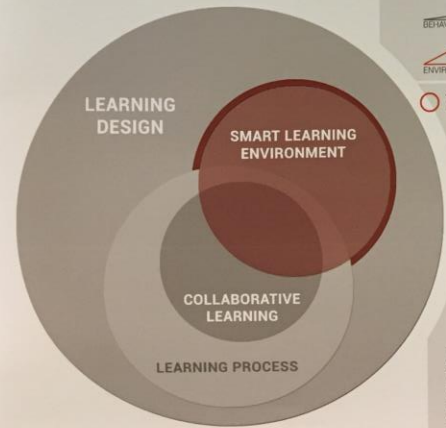 LEARNING
DESIGN
SMART LEARNING
ENVIRONMENT
COLLABORATIVE
LEARNING
LEARNING PROCESS